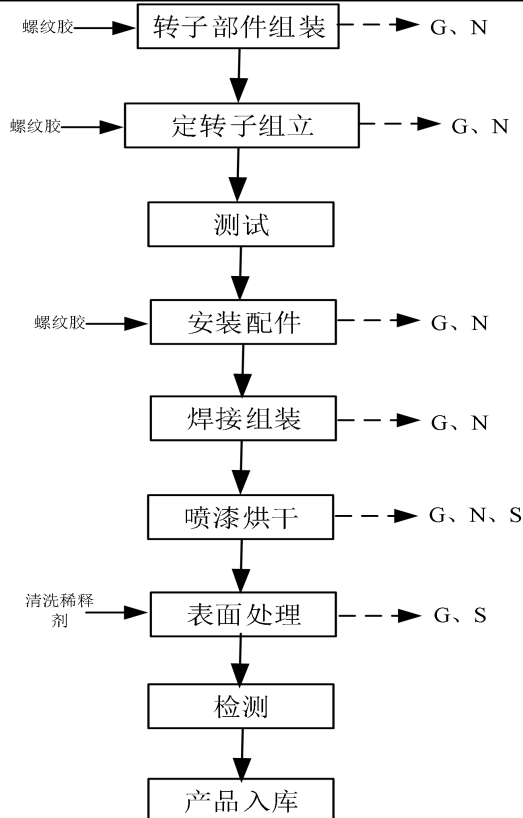 螺纹胶 转子部件组装 G、N
螺纹胶 定转子组立 G、N
测试
螺纹胶 安装配件 G、N
焊接组装 G、N
喷漆烘干 G、N、S
清洗稀释
剂
表面处理 G、S
检测
产品入库